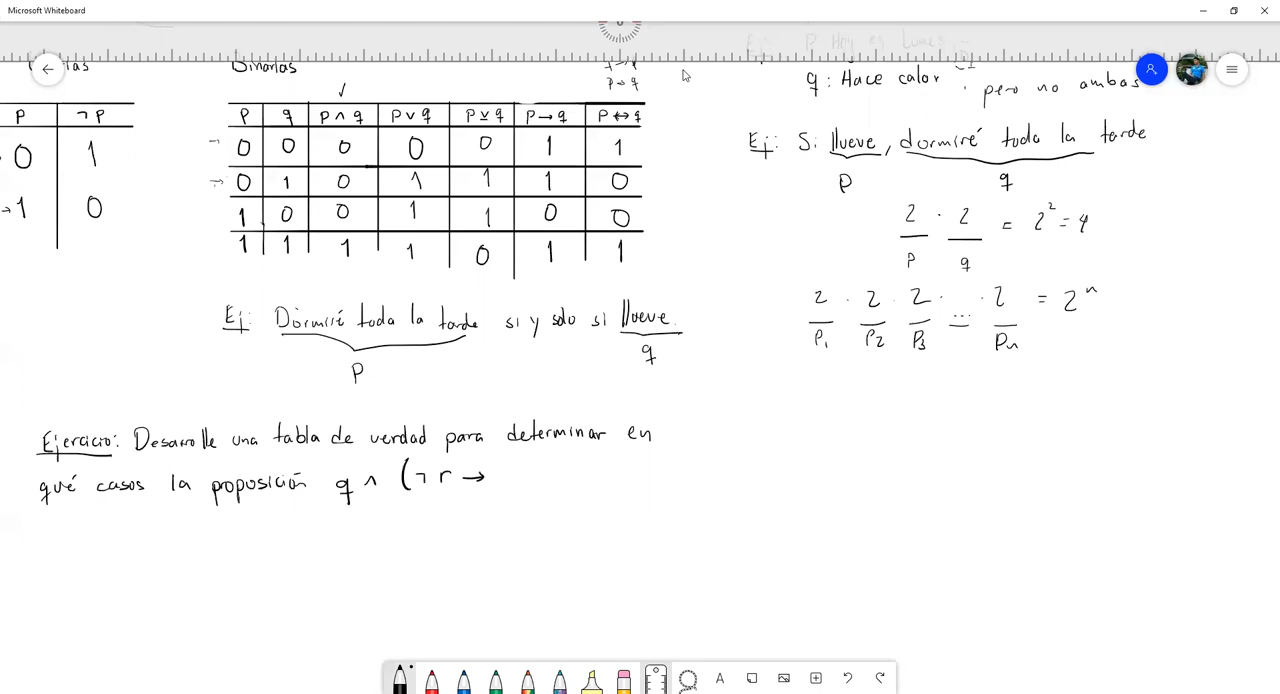 Microsoft Whiteboard
Binarias
p → q
P ¬P
0 1
1 0
P q P ∧ q P ∨ q P ⊻ q P → q P ↔ q
0 0 0 0 0 1 1
0 1 0 1 1 1 0
1 0 0 1 1 0 0
1 1 1 1 0 1 1
Ej: Dormiré toda la tarde si y solo si llueve.
P q
Ejercicio: Desarrolle una tabla de verdad para determinar en
qué casos la proposición q ∧ (¬ r →
Ej: P Hoy es Lunes
q: Hace calor
pero no ambas
Ej: Si llueve, dormiré toda la tarde
P q
2 · 2 = 2² = 4
P q
2 · 2 · 2 · ... · 2 = 2ⁿ
P₁ P₂ P₃ Pₙ